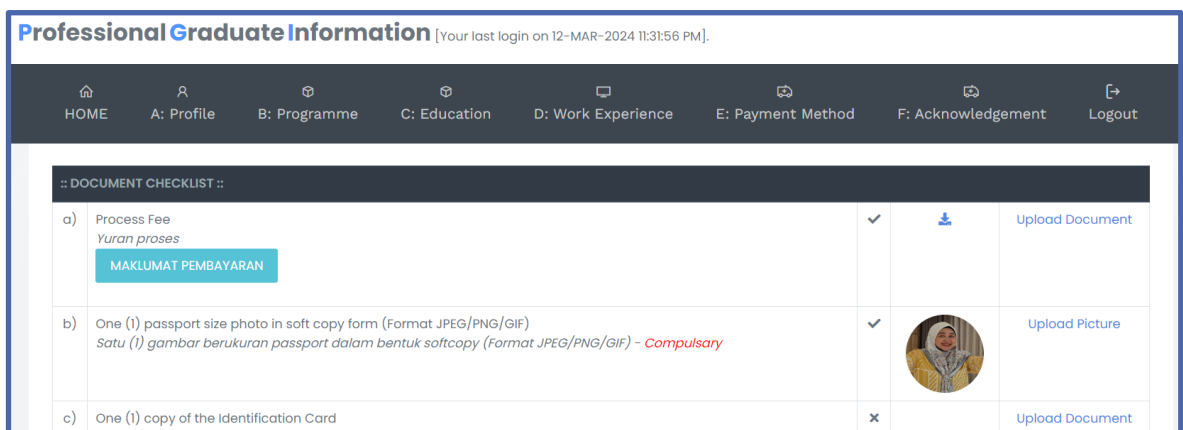 Professional Graduate Information [Your last login on 12-MAR-2024 11:31:56 PM].
HOME A: Profile B: Programme C: Education D: Work Experience E: Payment Method F: Acknowledgement Logout
:: DOCUMENT CHECKLIST ::
a) Process Fee Upload Document
Yuran proses
MAKLUMAT PEMBAYARAN
b) One (1) passport size photo in soft copy form (Format JPEG/PNG/GIF) Upload Picture
Satu (1) gambar berukuran passport dalam bentuk softcopy (Format JPEG/PNG/GIF) - Compulsary
c) One (1) copy of the Identification Card Upload Document